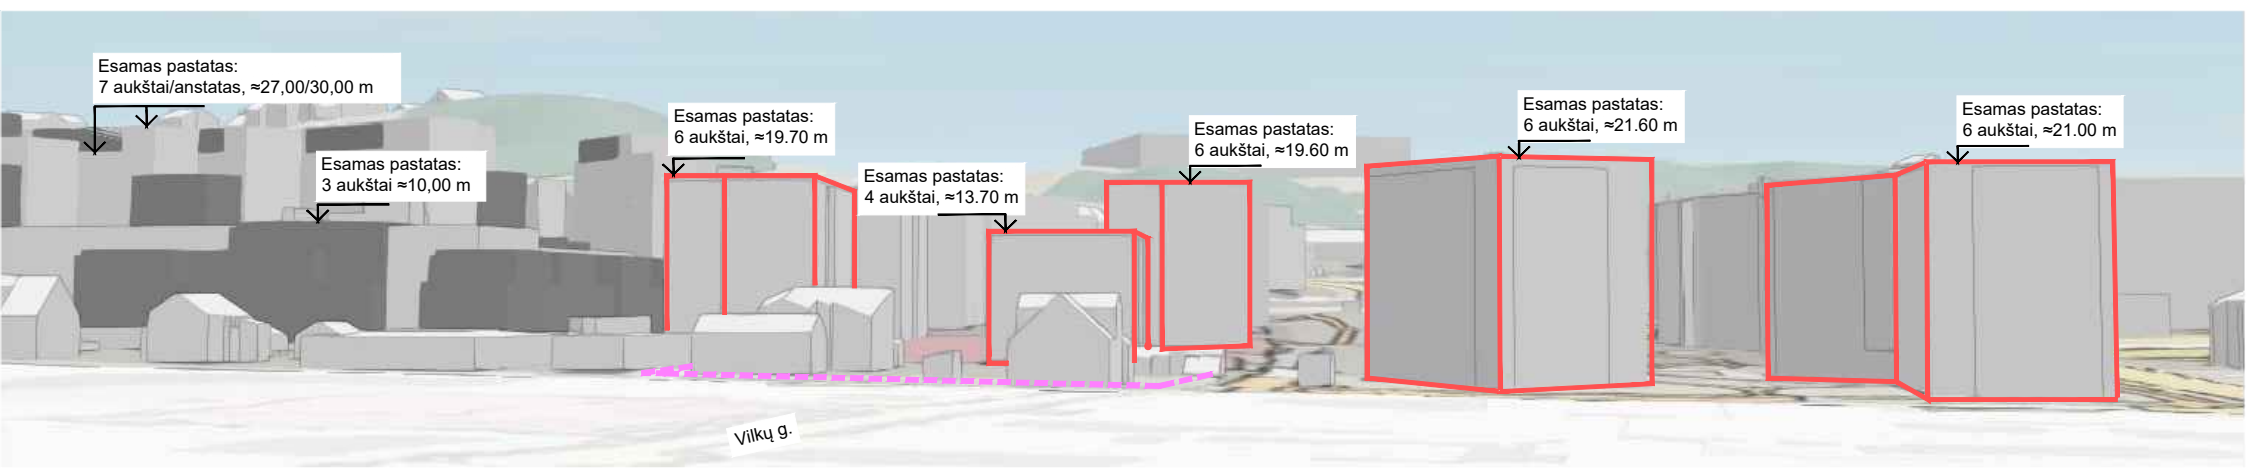 Esamas pastatas:
7 aukštai/anstatas, ≈27,00/30,00 m
Esamas pastatas:
3 aukštai ≈10,00 m
Esamas pastatas:
6 aukštai, ≈19.70 m
Esamas pastatas:
4 aukštai, ≈13.70 m
Esamas pastatas:
6 aukštai, ≈19.60 m
Esamas pastatas:
6 aukštai, ≈21.60 m
Esamas pastatas:
6 aukštai, ≈21.00 m
Vilkų g.